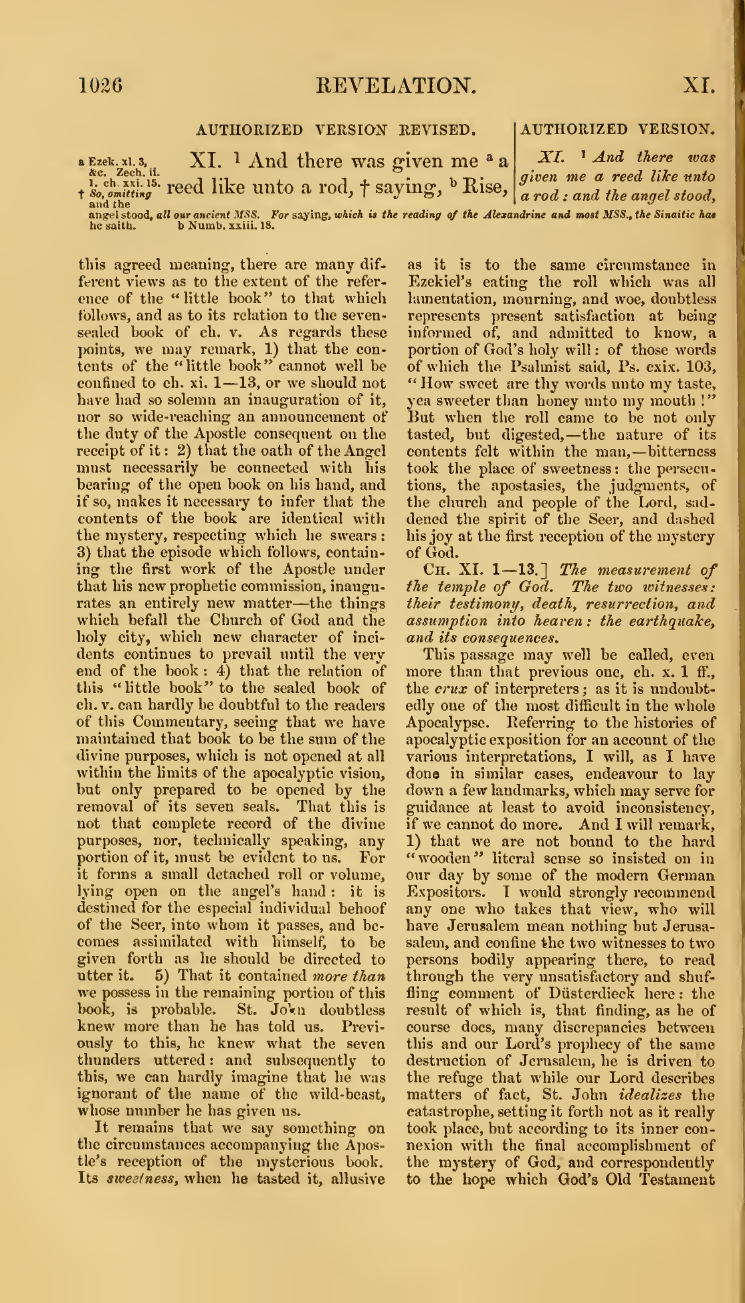 1026 REVELATION. XI.
AUTHORIZED VERSION REVISED.
a Ezek. xl. 3,
&c. Zech. ii.
1. ch. xxi. 15.
† So, omitting
and the
XI. ¹ And there was given me ᵃ a
reed like unto a rod, † saying, ᵇ Rise,
angel stood, all our ancient MSS. For saying, which is the reading of the Alexandrine and most MSS., the Sinaitic has
he saith. b Numb. xxiii. 18.
AUTHORIZED VERSION.
XI. ¹ And there was
given me a reed like unto
a rod : and the angel stood,
this agreed meaning, there are many dif-
ferent views as to the extent of the refer-
ence of the “little book” to that which
follows, and as to its relation to the seven-
sealed book of ch. v. As regards these
points, we may remark, 1) that the con-
tents of the “little book” cannot well be
confined to ch. xi. 1—13, or we should not
have had so solemn an inauguration of it,
nor so wide-reaching an announcement of
the duty of the Apostle consequent on the
receipt of it : 2) that the oath of the Angel
must necessarily be connected with his
bearing of the open book on his hand, and
if so, makes it necessary to infer that the
contents of the book are identical with
the mystery, respecting which he swears :
3) that the episode which follows, contain-
ing the first work of the Apostle under
that his new prophetic commission, inaugu-
rates an entirely new matter—the things
which befall the Church of God and the
holy city, which new character of inci-
dents continues to prevail until the very
end of the book : 4) that the relation of
this “little book” to the sealed book of
ch. v. can hardly be doubtful to the readers
of this Commentary, seeing that we have
maintained that book to be the sum of the
divine purposes, which is not opened at all
within the limits of the apocalyptic vision,
but only prepared to be opened by the
removal of its seven seals. That this is
not that complete record of the divine
purposes, nor, technically speaking, any
portion of it, must be evident to us. For
it forms a small detached roll or volume,
lying open on the angel's hand : it is
destined for the especial individual behoof
of the Seer, into whom it passes, and be-
comes assimilated with himself, to be
given forth as he should be directed to
utter it. 5) That it contained more than
we possess in the remaining portion of this
book, is probable. St. John doubtless
knew more than he has told us. Previ-
ously to this, he knew what the seven
thunders uttered : and subsequently to
this, we can hardly imagine that he was
ignorant of the name of the wild-beast,
whose number he has given us.
It remains that we say something on
the circumstances accompanying the Apos-
tle's reception of the mysterious book.
Its sweetness, when he tasted it, allusive
as it is to the same circumstance in
Ezekiel's eating the roll which was all
lamentation, mourning, and woe, doubtless
represents present satisfaction at being
informed of, and admitted to know, a
portion of God's holy will : of those words
of which the Psalmist said, Ps. cxix. 103,
“How sweet are thy words unto my taste,
yea sweeter than honey unto my mouth !”
But when the roll came to be not only
tasted, but digested,—the nature of its
contents felt within the man,—bitterness
took the place of sweetness : the persecu-
tions, the apostasies, the judgments, of
the church and people of the Lord, sad-
dened the spirit of the Seer, and dashed
his joy at the first reception of the mystery
of God.
CH. XI. 1—13.] The measurement of
the temple of God. The two witnesses:
their testimony, death, resurrection, and
assumption into heaven : the earthquake,
and its consequences.
This passage may well be called, even
more than that previous one, ch. x. 1 ff.,
the crux of interpreters ; as it is undoubt-
edly one of the most difficult in the whole
Apocalypse. Referring to the histories of
apocalyptic exposition for an account of the
various interpretations, I will, as I have
done in similar cases, endeavour to lay
down a few landmarks, which may serve for
guidance at least to avoid inconsistency,
if we cannot do more. And I will remark,
1) that we are not bound to the hard
“wooden” literal sense so insisted on in
our day by some of the modern German
Expositors. I would strongly recommend
any one who takes that view, who will
have Jerusalem mean nothing but Jerusa-
salem, and confine the two witnesses to two
persons bodily appearing there, to read
through the very unsatisfactory and shuf-
fling comment of Düsterdieck here : the
result of which is, that finding, as he of
course does, many discrepancies between
this and our Lord's prophecy of the same
destruction of Jerusalem, he is driven to
the refuge that while our Lord describes
matters of fact, St. John idealizes the
catastrophe, setting it forth not as it really
took place, but according to its inner con-
nexion with the final accomplishment of
the mystery of God, and correspondently
to the hope which God's Old Testament